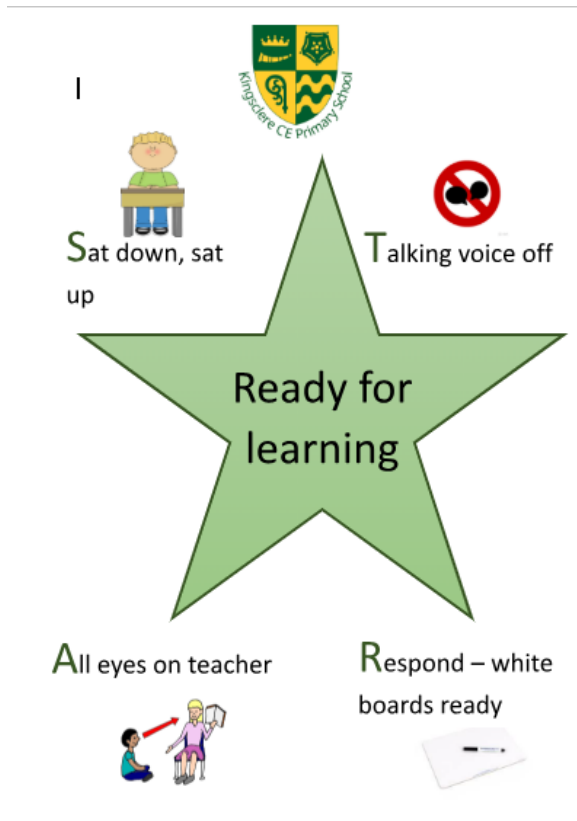 I
Kingsclere CE Primary School
Sat down, sat
up
Talking voice off
Ready for
learning
All eyes on teacher
Respond – white
boards ready